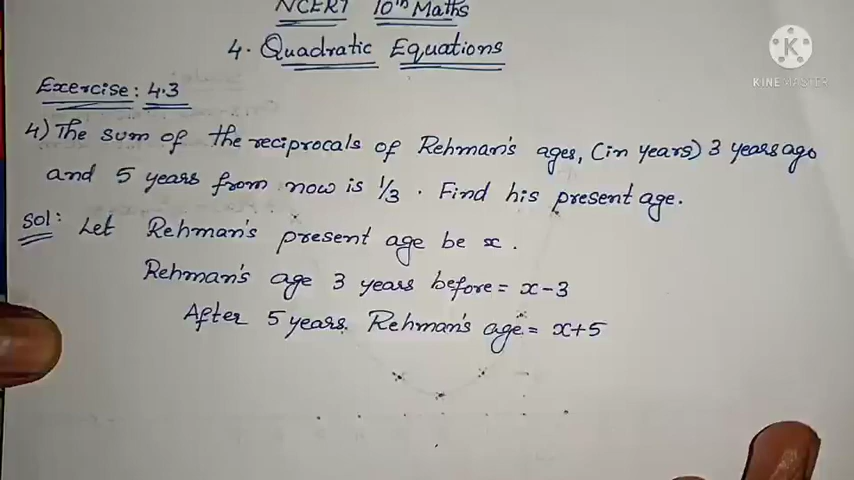 NCERT 10th Maths
4. Quadratic Equations
KINEMASTER
Exercise: 4.3
4) The sum of the reciprocals of Rehman's ages, (in years) 3 years ago
and 5 years from now is 1/3. Find his present age.
Sol: Let Rehman's present age be x.
Rehman's age 3 years before = x-3
After 5 years. Rehman's age = x+5